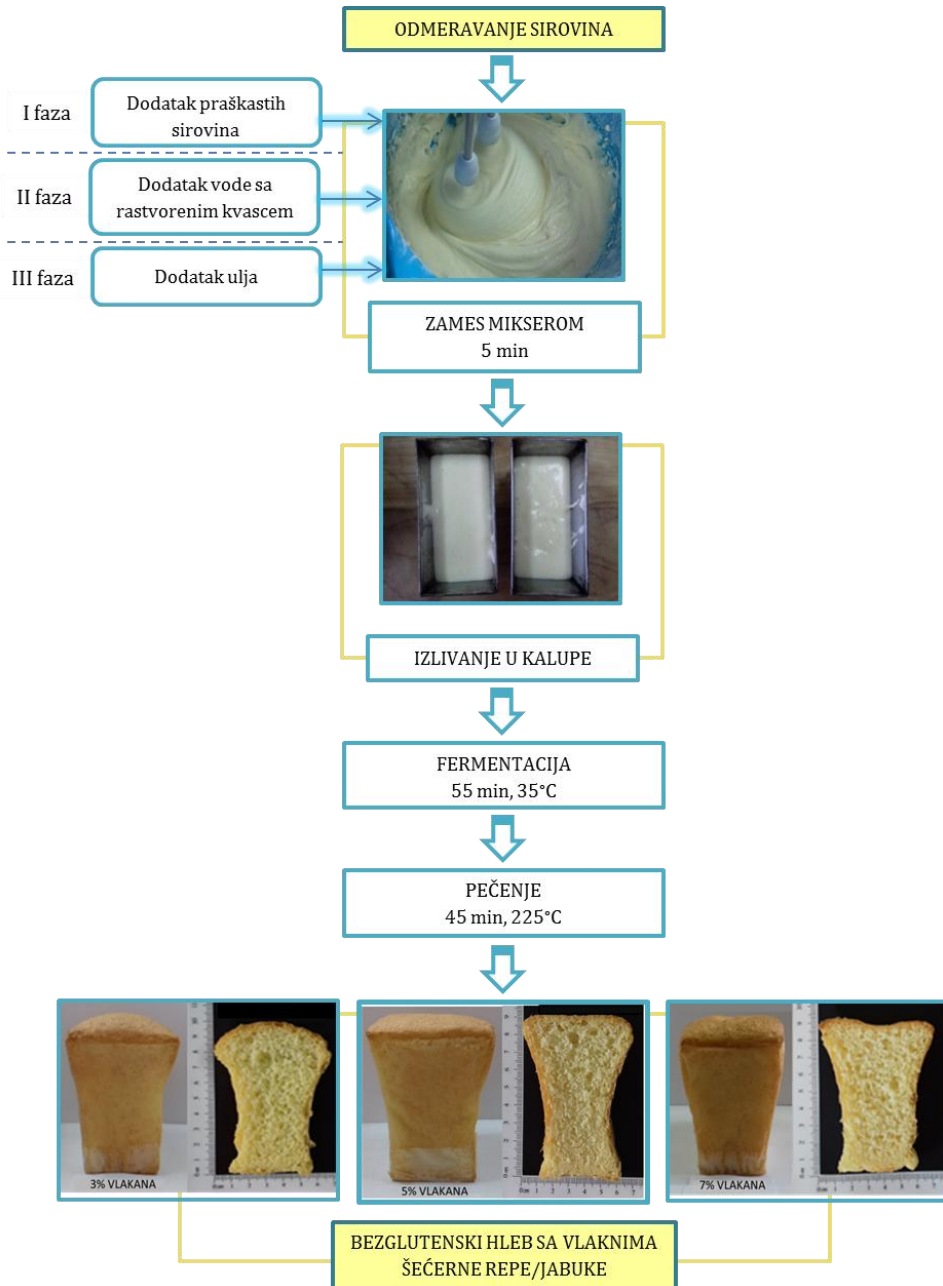 ODMERAVANJE SIROVINA
I faza
Dodatak praškastih
sirovina
II faza
Dodatak vode sa
rastvorenim kvascem
III faza
Dodatak ulja
ZAMES MIKSEROM
5 min
IZLIVANJE U KALUPE
FERMENTACIJA
55 min, 35°C
PEČENJE
45 min, 225°C
3% VLAKANA
5% VLAKANA
7% VLAKANA
BEZGLUTENSKI HLEB SA VLAKNIMA
ŠEĆERNE REPE/JABUKE